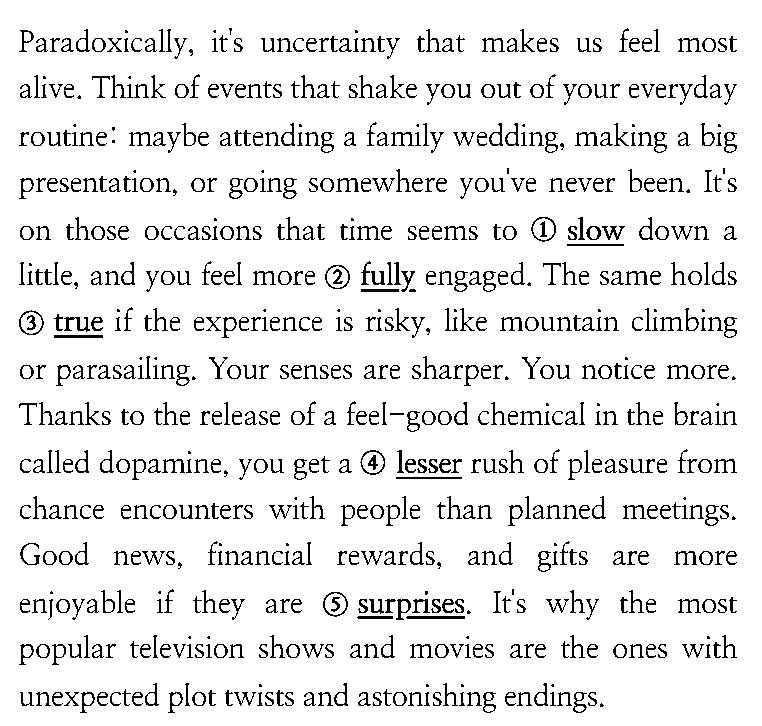 Paradoxically, it's uncertainty that makes us feel most
alive. Think of events that shake you out of your everyday
routine: maybe attending a family wedding, making a big
presentation, or going somewhere you've never been. It's
on those occasions that time seems to ① slow down a
little, and you feel more ② fully engaged. The same holds
③ true if the experience is risky, like mountain climbing
or parasailing. Your senses are sharper. You notice more.
Thanks to the release of a feel-good chemical in the brain
called dopamine, you get a ④ lesser rush of pleasure from
chance encounters with people than planned meetings.
Good news, financial rewards, and gifts are more
enjoyable if they are ⑤ surprises. It's why the most
popular television shows and movies are the ones with
unexpected plot twists and astonishing endings.